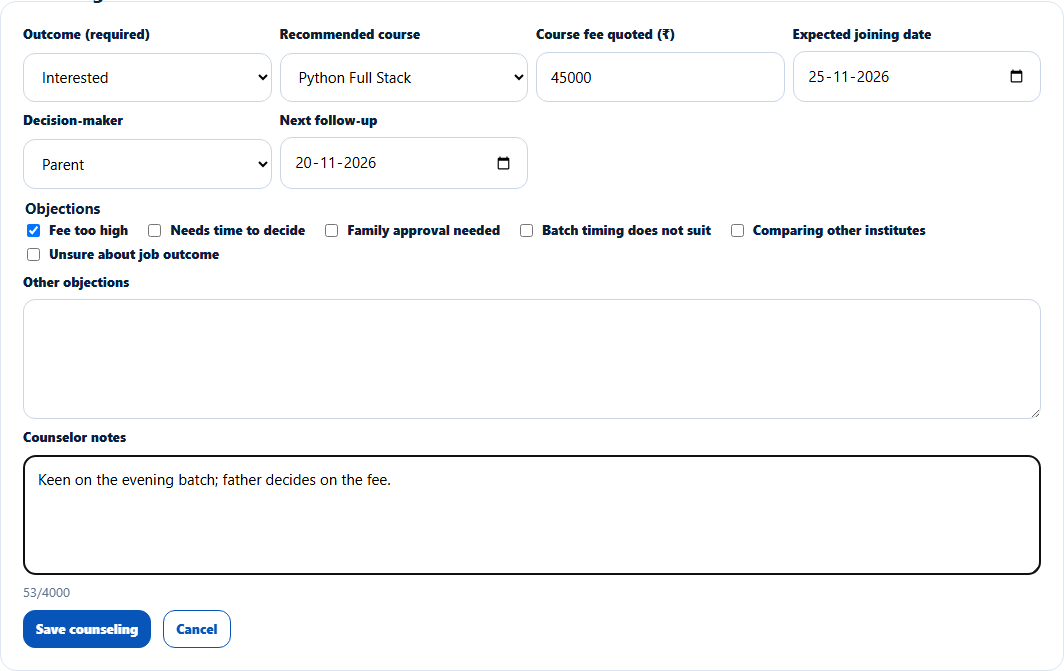 Outcome (required) Recommended course Course fee quoted (₹) Expected joining date
Interested Python Full Stack 45000 25-11-2026
Decision-maker Next follow-up
Parent 20-11-2026
Objections
Fee too high Needs time to decide Family approval needed Batch timing does not suit Comparing other institutes
Unsure about job outcome
Other objections
Counselor notes
Keen on the evening batch; father decides on the fee.
53/4000
Save counseling Cancel